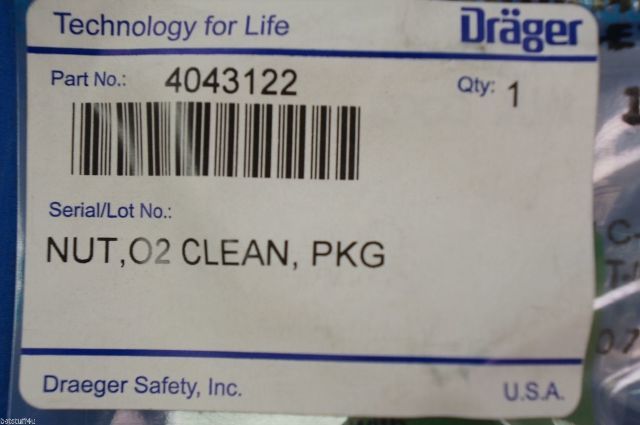 Technology for Life
Dräger
Part No.: 4043122
Qty: 1
Serial/Lot No.:
NUT,O2 CLEAN, PKG
Draeger Safety, Inc.
U.S.A.
batstuff4u